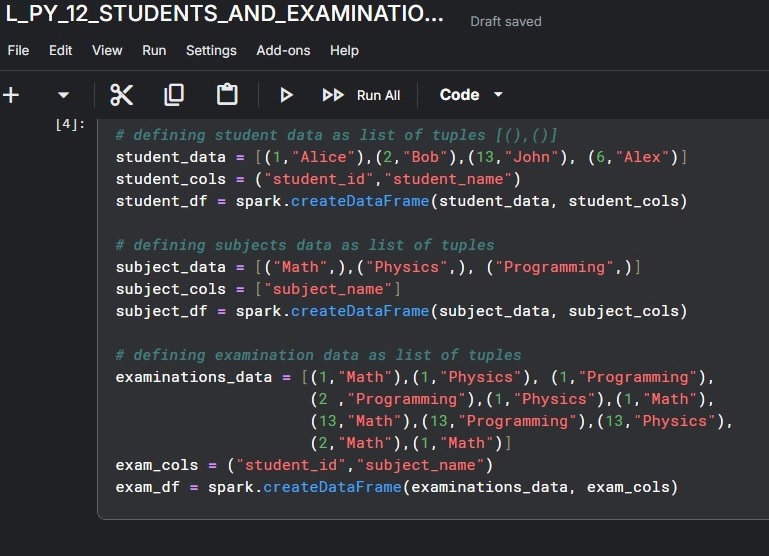 L_PY_12_STUDENTS_AND_EXAMINATIO... Draft saved
File Edit View Run Settings Add-ons Help
+ Run All Code
[4]:
# defining student data as list of tuples [(),()]
student_data = [(1,"Alice"),(2,"Bob"),(13,"John"), (6,"Alex")]
student_cols = ("student_id","student_name")
student_df = spark.createDataFrame(student_data, student_cols)
# defining subjects data as list of tuples
subject_data = [("Math",),("Physics",), ("Programming",)]
subject_cols = ["subject_name"]
subject_df = spark.createDataFrame(subject_data, subject_cols)
# defining examination data as list of tuples
examinations_data = [(1,"Math"),(1,"Physics"), (1,"Programming"),
(2 ,"Programming"),(1,"Physics"),(1,"Math"),
(13,"Math"),(13,"Programming"),(13,"Physics"),
(2,"Math"),(1,"Math")]
exam_cols = ("student_id","subject_name")
exam_df = spark.createDataFrame(examinations_data, exam_cols)